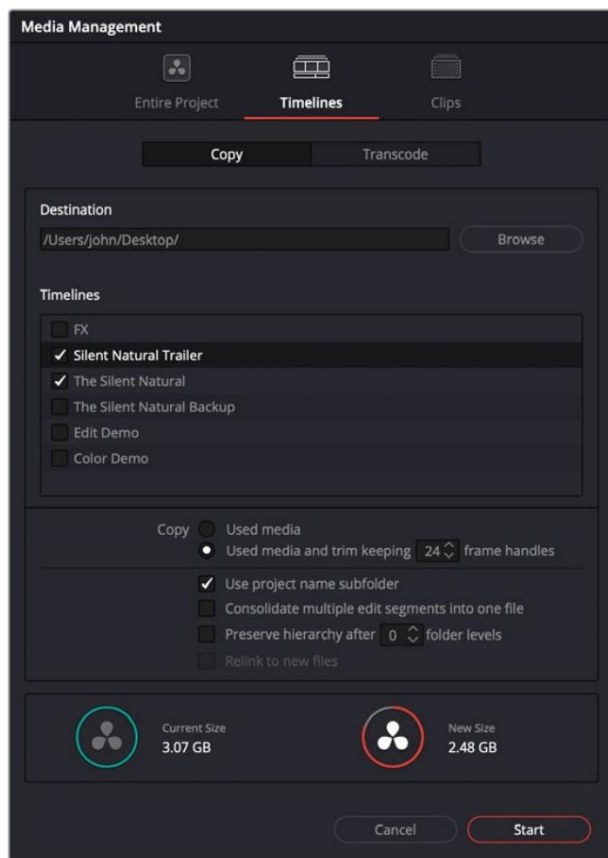 Media Management
Entire Project Timelines Clips
Copy Transcode
Destination
/Users/john/Desktop/ Browse
Timelines
FX
Silent Natural Trailer
The Silent Natural
The Silent Natural Backup
Edit Demo
Color Demo
Copy Used media
Used media and trim keeping 24 frame handles
Use project name subfolder
Consolidate multiple edit segments into one file
Preserve hierarchy after 0 folder levels
Relink to new files
Current Size New Size
3.07 GB 2.48 GB
Cancel Start